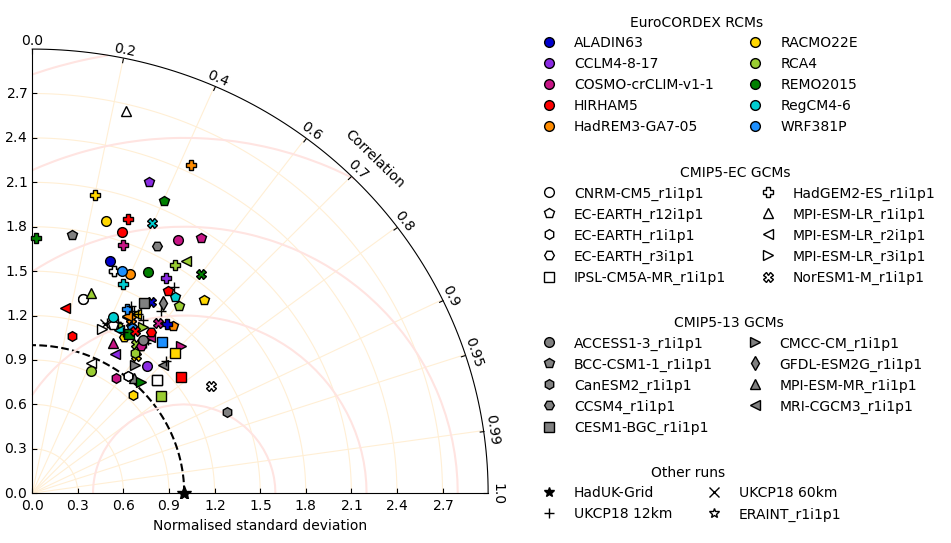 0.0
0.2
0.4
0.6
Correlation
0.7
0.8
0.9
0.95
0.99
1.0
2.7
2.4
2.1
1.8
1.5
1.2
0.9
0.6
0.3
0.0
0.0 0.3 0.6 0.9 1.2 1.5 1.8 2.1 2.4 2.7
Normalised standard deviation
EuroCORDEX RCMs
ALADIN63 RACMO22E
CCLM4-8-17 RCA4
COSMO-crCLIM-v1-1 REMO2015
HIRHAM5 RegCM4-6
HadREM3-GA7-05 WRF381P
CMIP5-EC GCMs
CNRM-CM5_r1i1p1 HadGEM2-ES_r1i1p1
EC-EARTH_r12i1p1 MPI-ESM-LR_r1i1p1
EC-EARTH_r1i1p1 MPI-ESM-LR_r2i1p1
EC-EARTH_r3i1p1 MPI-ESM-LR_r3i1p1
IPSL-CM5A-MR_r1i1p1 NorESM1-M_r1i1p1
CMIP5-13 GCMs
ACCESS1-3_r1i1p1 CMCC-CM_r1i1p1
BCC-CSM1-1_r1i1p1 GFDL-ESM2G_r1i1p1
CanESM2_r1i1p1 MPI-ESM-MR_r1i1p1
CCSM4_r1i1p1 MRI-CGCM3_r1i1p1
CESM1-BGC_r1i1p1
Other runs
HadUK-Grid UKCP18 60km
UKCP18 12km ERAINT_r1i1p1